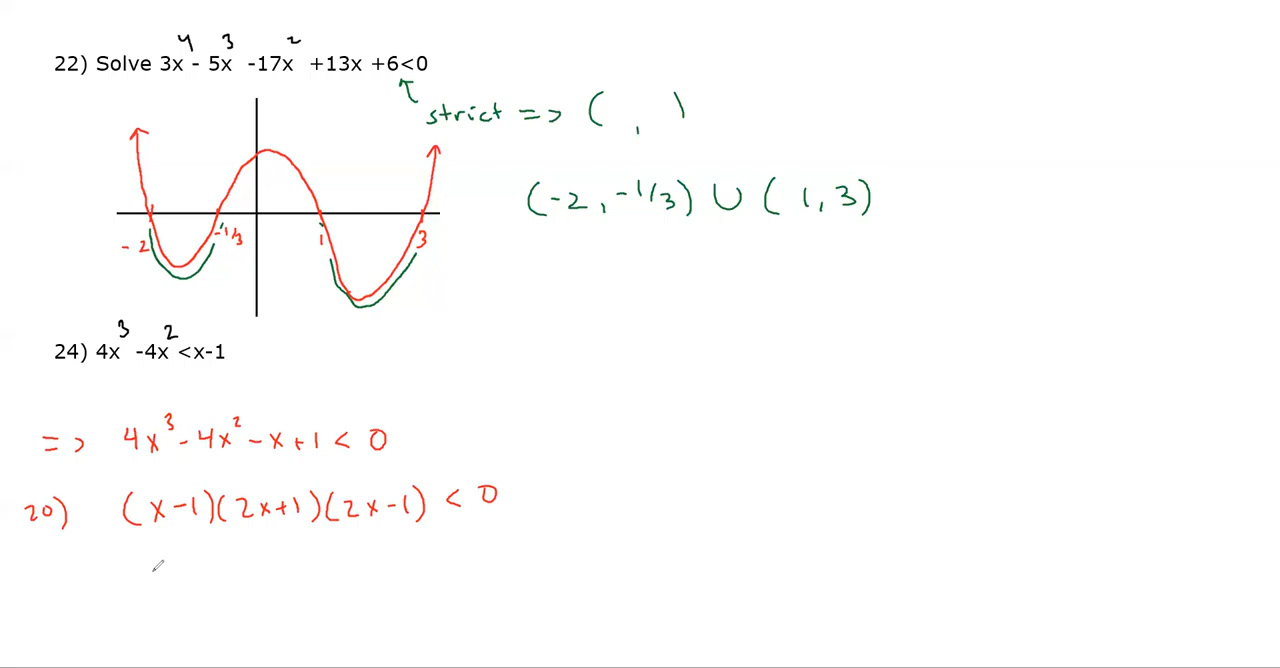 22) Solve 3x⁴ - 5x³ -17x² +13x +6<0
strict => ( , )
(-2, -1/3) ∪ (1, 3)
-2 -1/3 1 3
24) 4x³ -4x² <x-1
=> 4x³ - 4x² - x + 1 < 0
20) (x-1)(2x+1)(2x-1) < 0